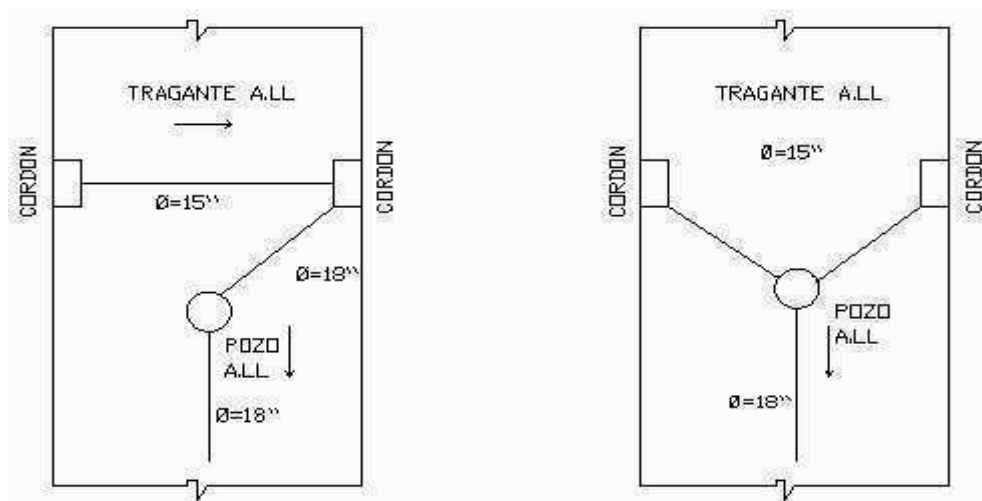 TRAGANTE A.LL
CORDON
CORDON
Ø=15``
Ø=18``
POZO
A.LL
Ø=18``
TRAGANTE A.LL
Ø=15``
CORDON
CORDON
POZO
A.LL
Ø=18``